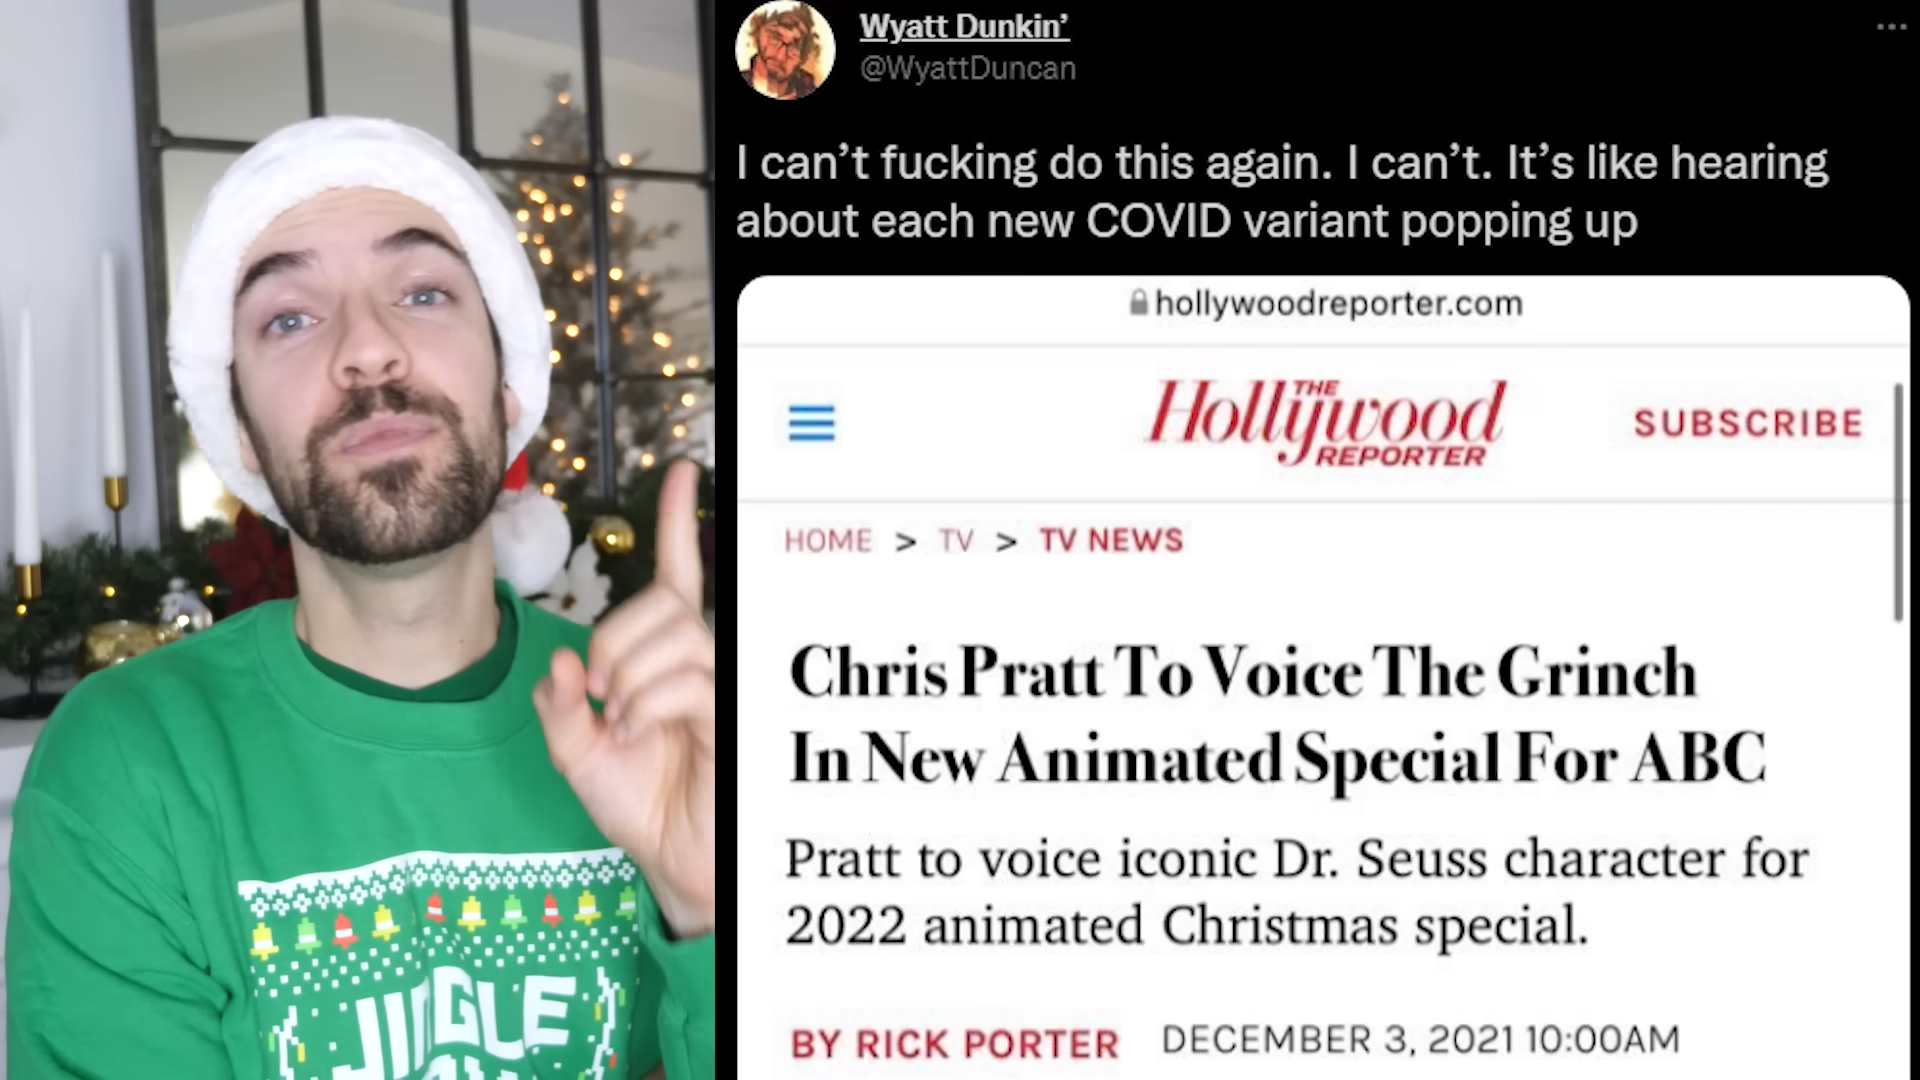 Wyatt Dunkin’
@WyattDuncan
I can’t fucking do this again. I can’t. It’s like hearing
about each new COVID variant popping up
hollywoodreporter.com
THE
Hollywood
REPORTER
SUBSCRIBE
HOME > TV > TV NEWS
Chris Pratt To Voice The Grinch
In New Animated Special For ABC
Pratt to voice iconic Dr. Seuss character for
2022 animated Christmas special.
BY RICK PORTER DECEMBER 3, 2021 10:00AM
JINGLE